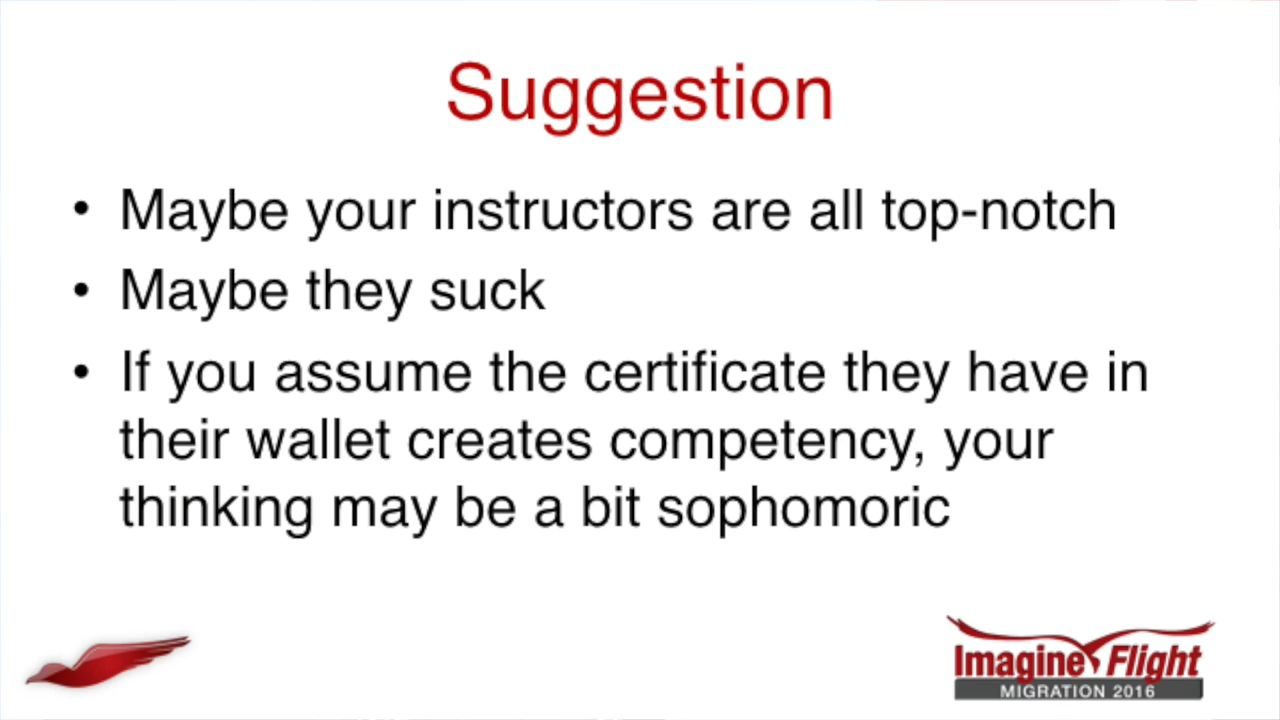 Suggestion
• Maybe your instructors are all top-notch
• Maybe they suck
• If you assume the certificate they have in
their wallet creates competency, your
thinking may be a bit sophomoric
Imagine Flight
MIGRATION 2016